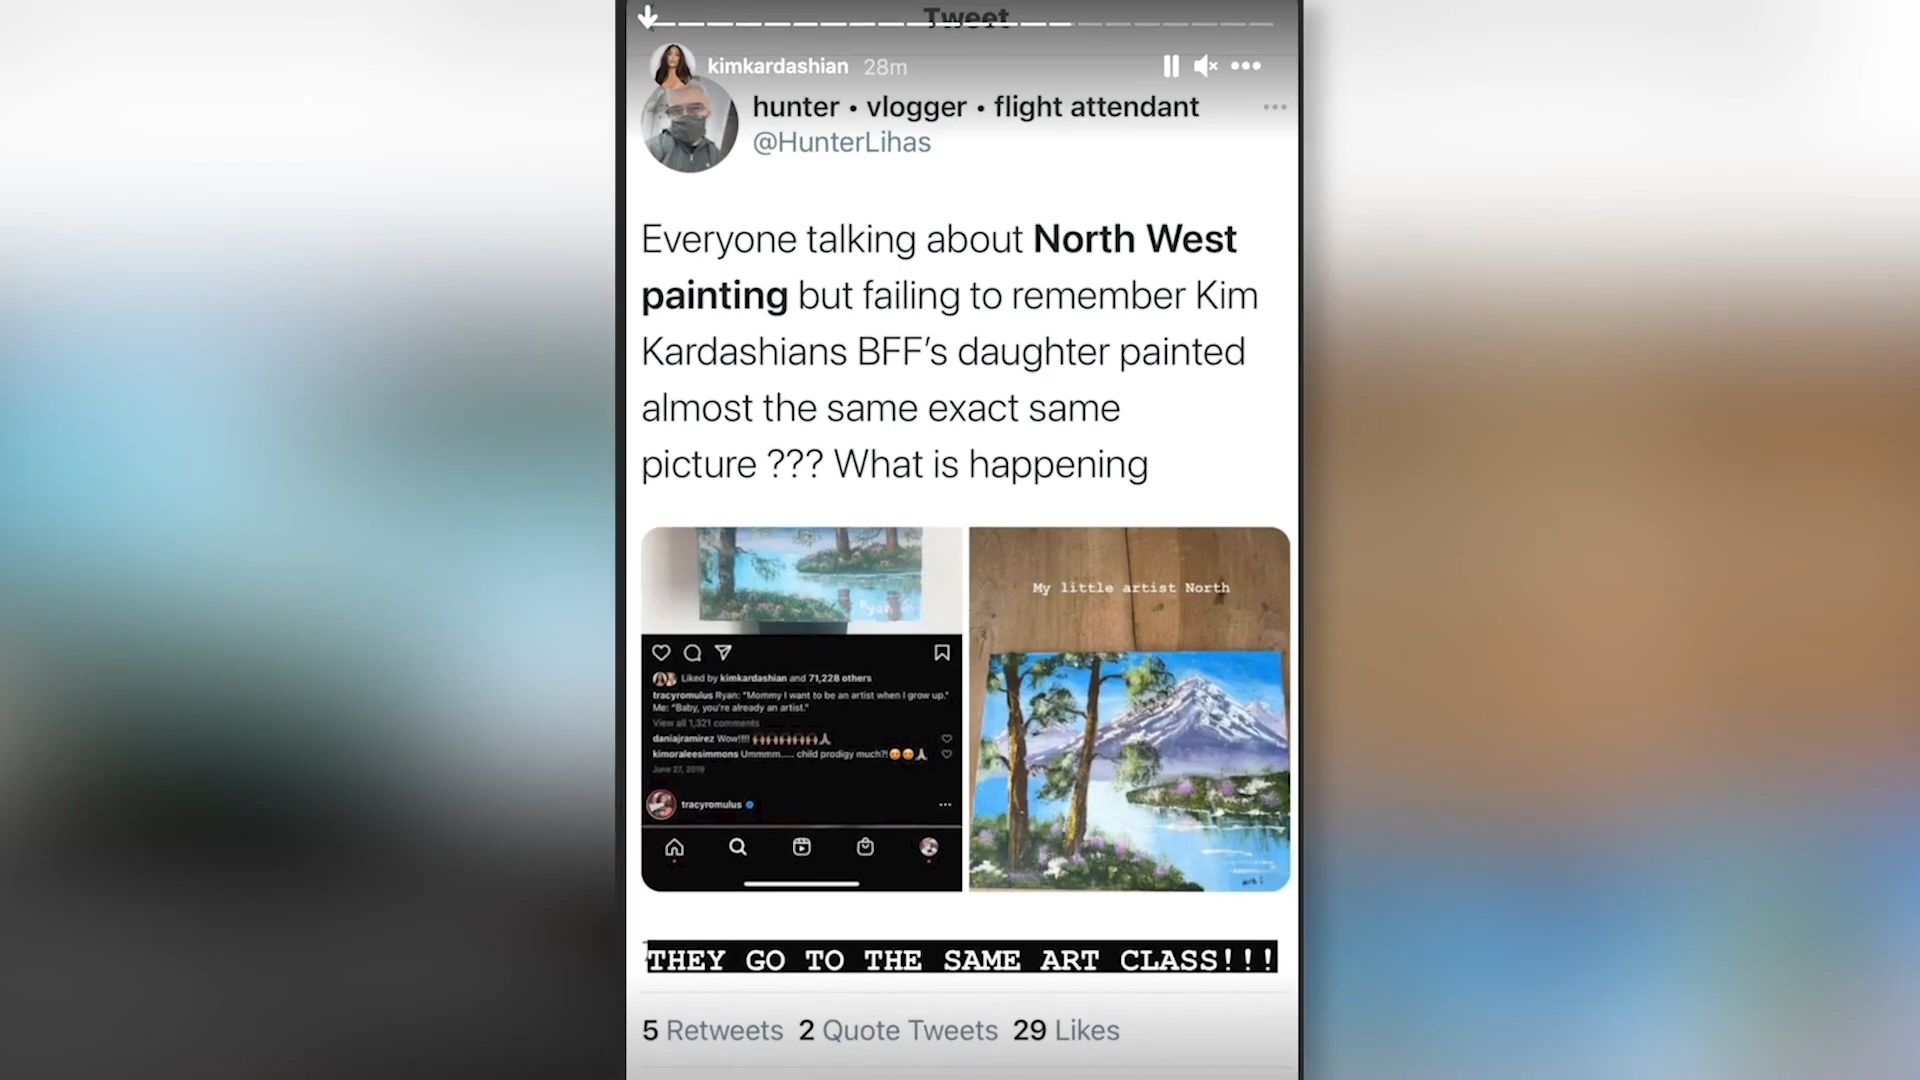 Tweet
kimkardashian 28m
hunter • vlogger • flight attendant
@HunterLihas
Everyone talking about North West
painting but failing to remember Kim
Kardashians BFF's daughter painted
almost the same exact same
picture ??? What is happening
Ryan
Liked by kimkardashian and 71,228 others
tracyromulus Ryan: "Mommy I want to be an artist when I grow up."
Me: "Baby, you're already an artist."
View all 1,321 comments
daniajramirez Wow!!!! 🙌🏽🙌🏽🙌🏽🙌🏽🙌🏽🙏🏽
kimoraleesimmons Ummmm..... child prodigy much?!😍😍🙏🏽
June 27, 2019
tracyromulus
My little artist North
THEY GO TO THE SAME ART CLASS!!!
5 Retweets 2 Quote Tweets 29 Likes